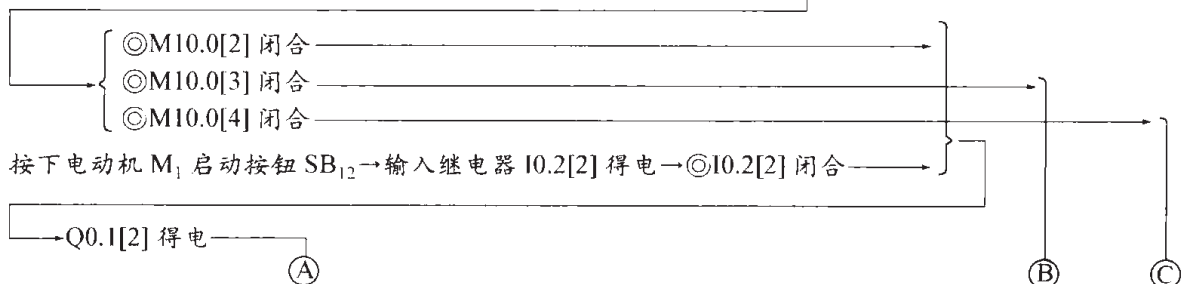 ◎M10.0[2] 闭合
◎M10.0[3] 闭合
◎M10.0[4] 闭合
按下电动机 M₁ 启动按钮 SB₁₂→输入继电器 I0.2[2] 得电→◎I0.2[2] 闭合
Q0.1[2] 得电
Ⓐ Ⓑ Ⓒ